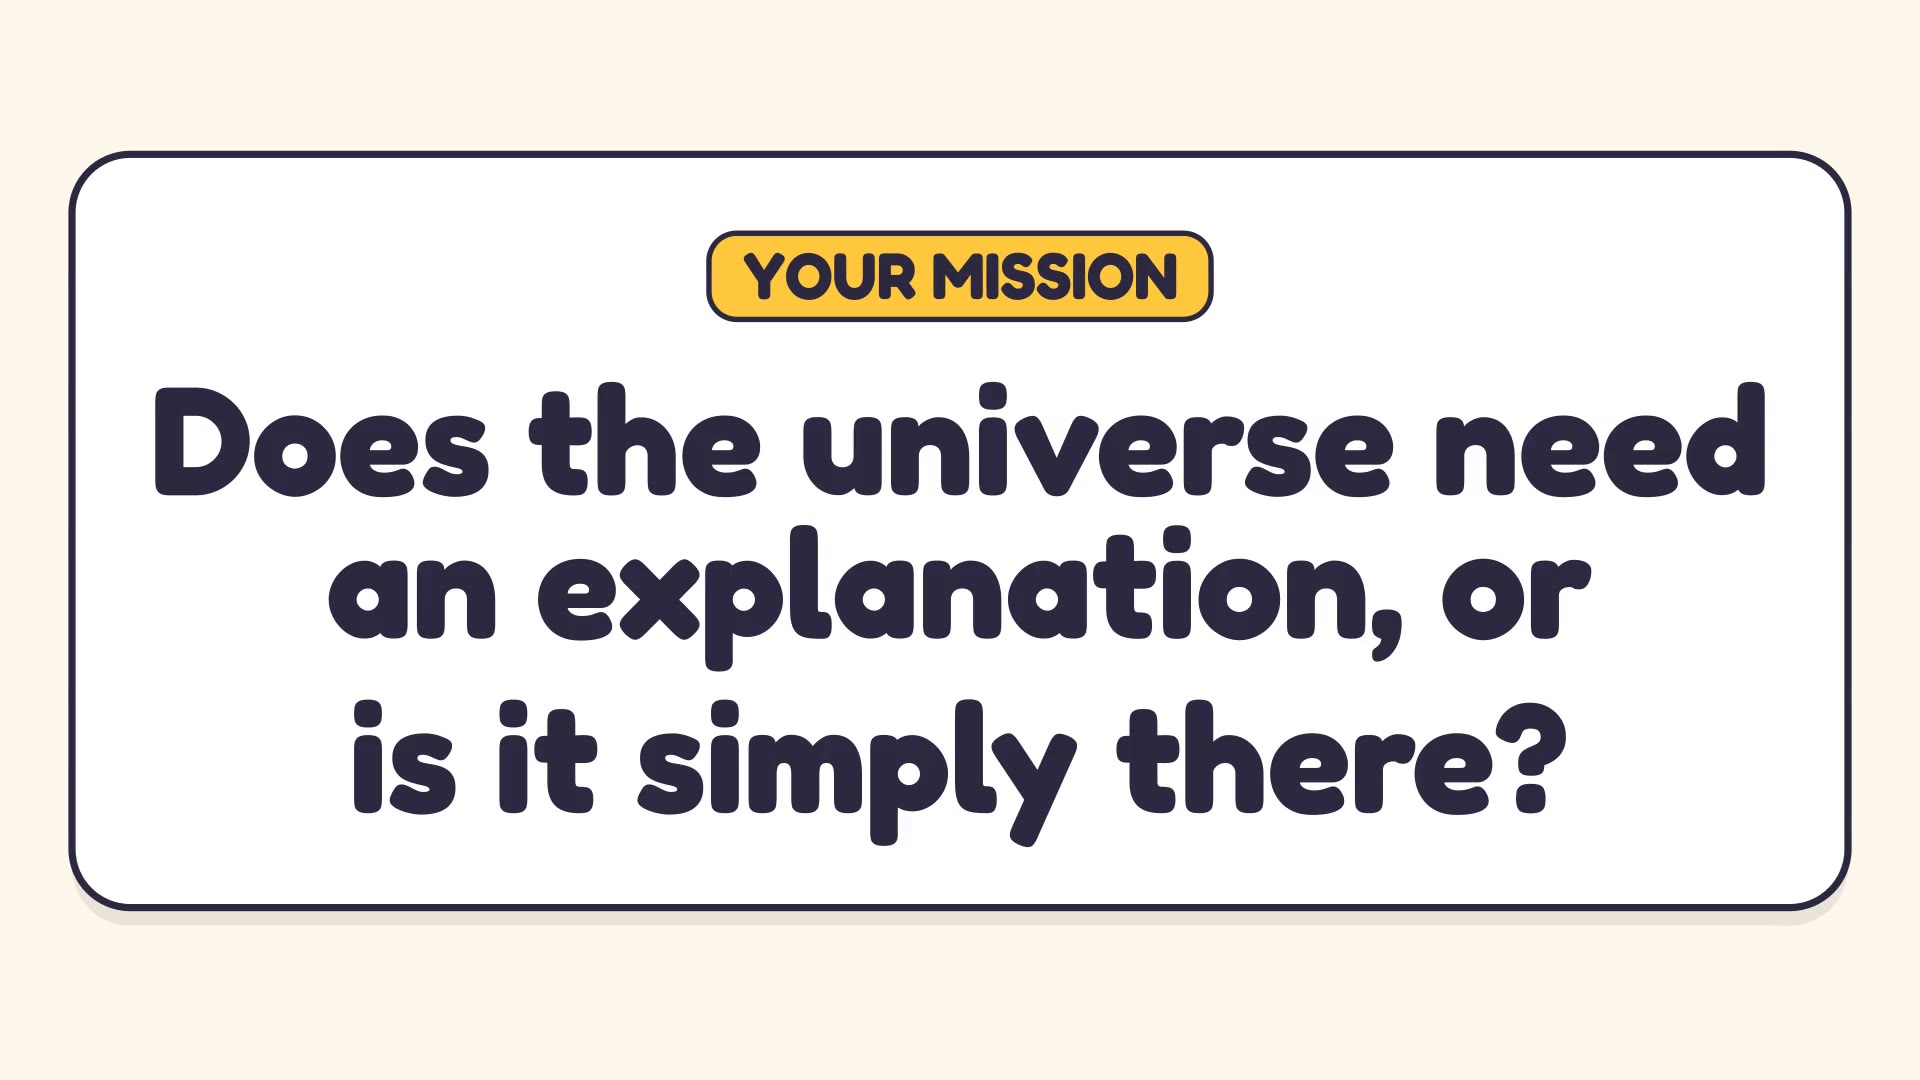 YOUR MISSION
Does the universe need
an explanation, or
is it simply there?